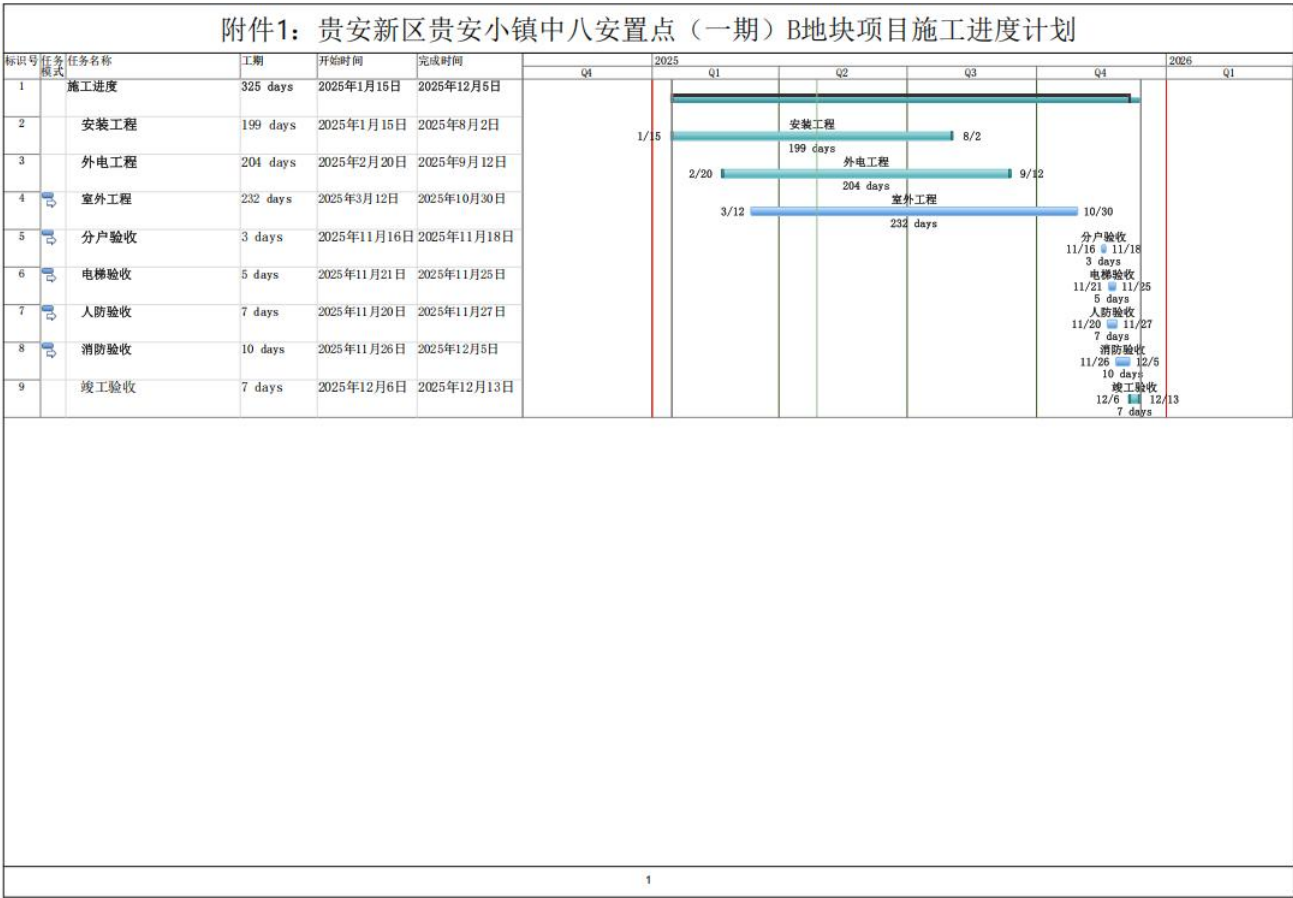 附件1：贵安新区贵安小镇中八安置点（一期）B地块项目施工进度计划
标识号 任务模式 任务名称 工期 开始时间 完成时间 2025 2026
Q4 Q1 Q2 Q3 Q4 Q1
1 施工进度 325 days 2025年1月15日 2025年12月5日
2 安装工程 199 days 2025年1月15日 2025年8月2日
安装工程
1/15 8/2
199 days
3 外电工程 204 days 2025年2月20日 2025年9月12日
外电工程
2/20 9/12
204 days
4 室外工程 232 days 2025年3月12日 2025年10月30日
室外工程
3/12 10/30
232 days
5 分户验收 3 days 2025年11月16日 2025年11月18日
分户验收
11/16 11/18
3 days
6 电梯验收 5 days 2025年11月21日 2025年11月25日
电梯验收
11/21 11/25
5 days
7 人防验收 7 days 2025年11月20日 2025年11月27日
人防验收
11/20 11/27
7 days
8 消防验收 10 days 2025年11月26日 2025年12月5日
消防验收
11/26 12/5
10 days
9 竣工验收 7 days 2025年12月6日 2025年12月13日
竣工验收
12/6 12/13
7 days
1